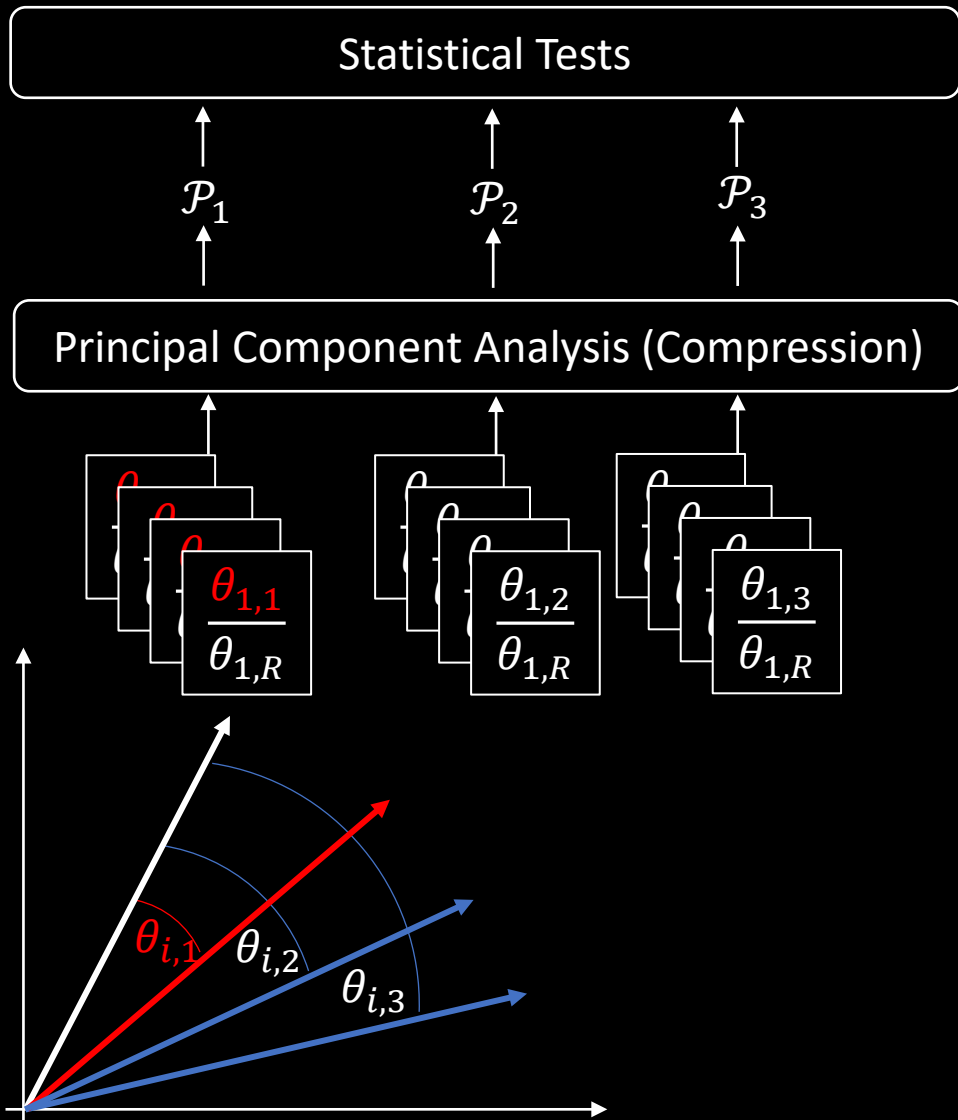 Statistical Tests
𝒫₁ 𝒫₂ 𝒫₃
Principal Component Analysis (Compression)
θ₁,₁ θ₁,₂ θ₁,₃
θ₁,R θ₁,R θ₁,R
θᵢ,₁ θᵢ,₂ θᵢ,₃